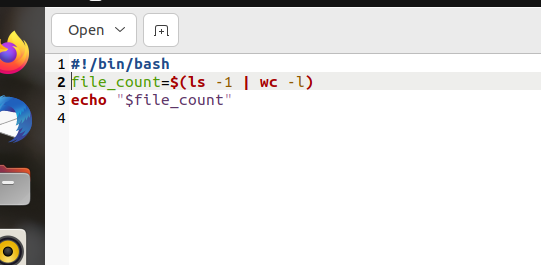 Open
1 #!/bin/bash
2 file_count=$(ls -1 | wc -l)
3 echo "$file_count"
4